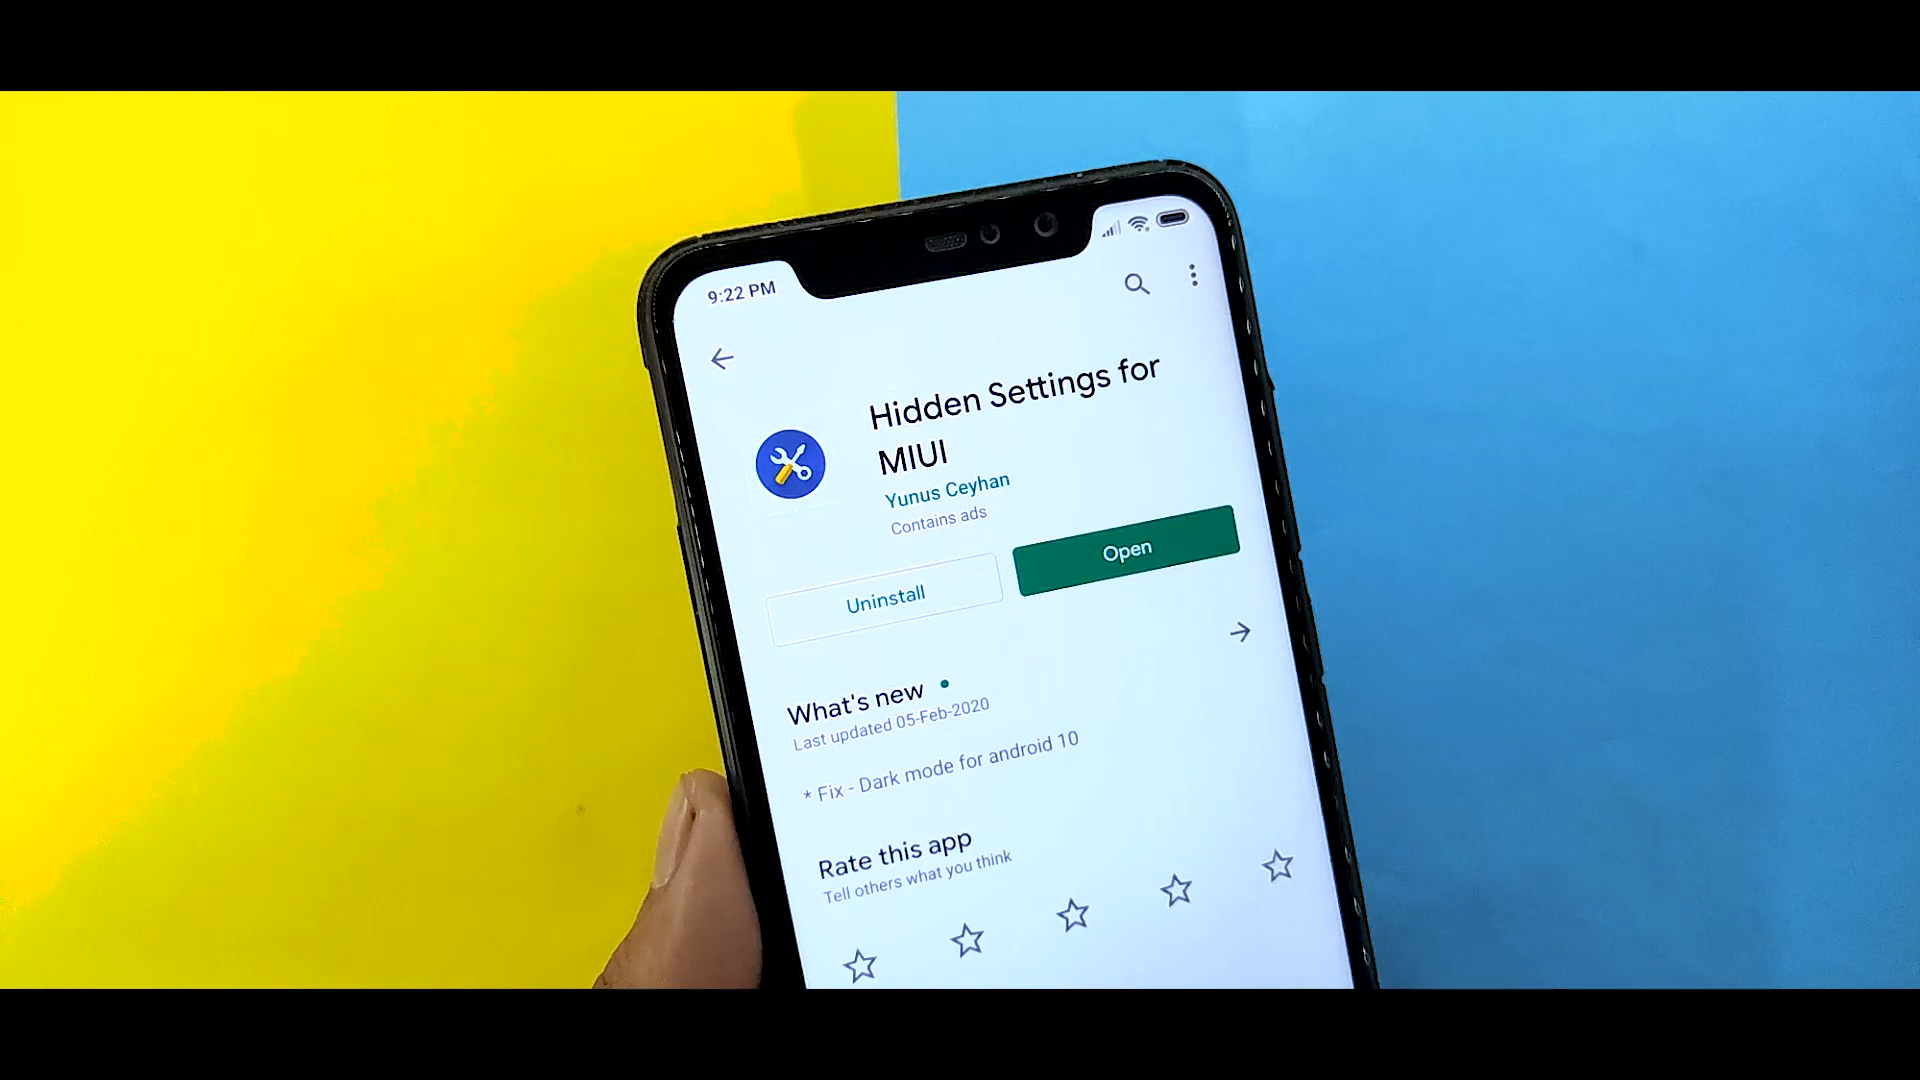 9:22 PM
Hidden Settings for
MIUI
Yunus Ceyhan
Contains ads
Uninstall
Open
What's new
Last updated 05-Feb-2020
* Fix - Dark mode for android 10
Rate this app
Tell others what you think